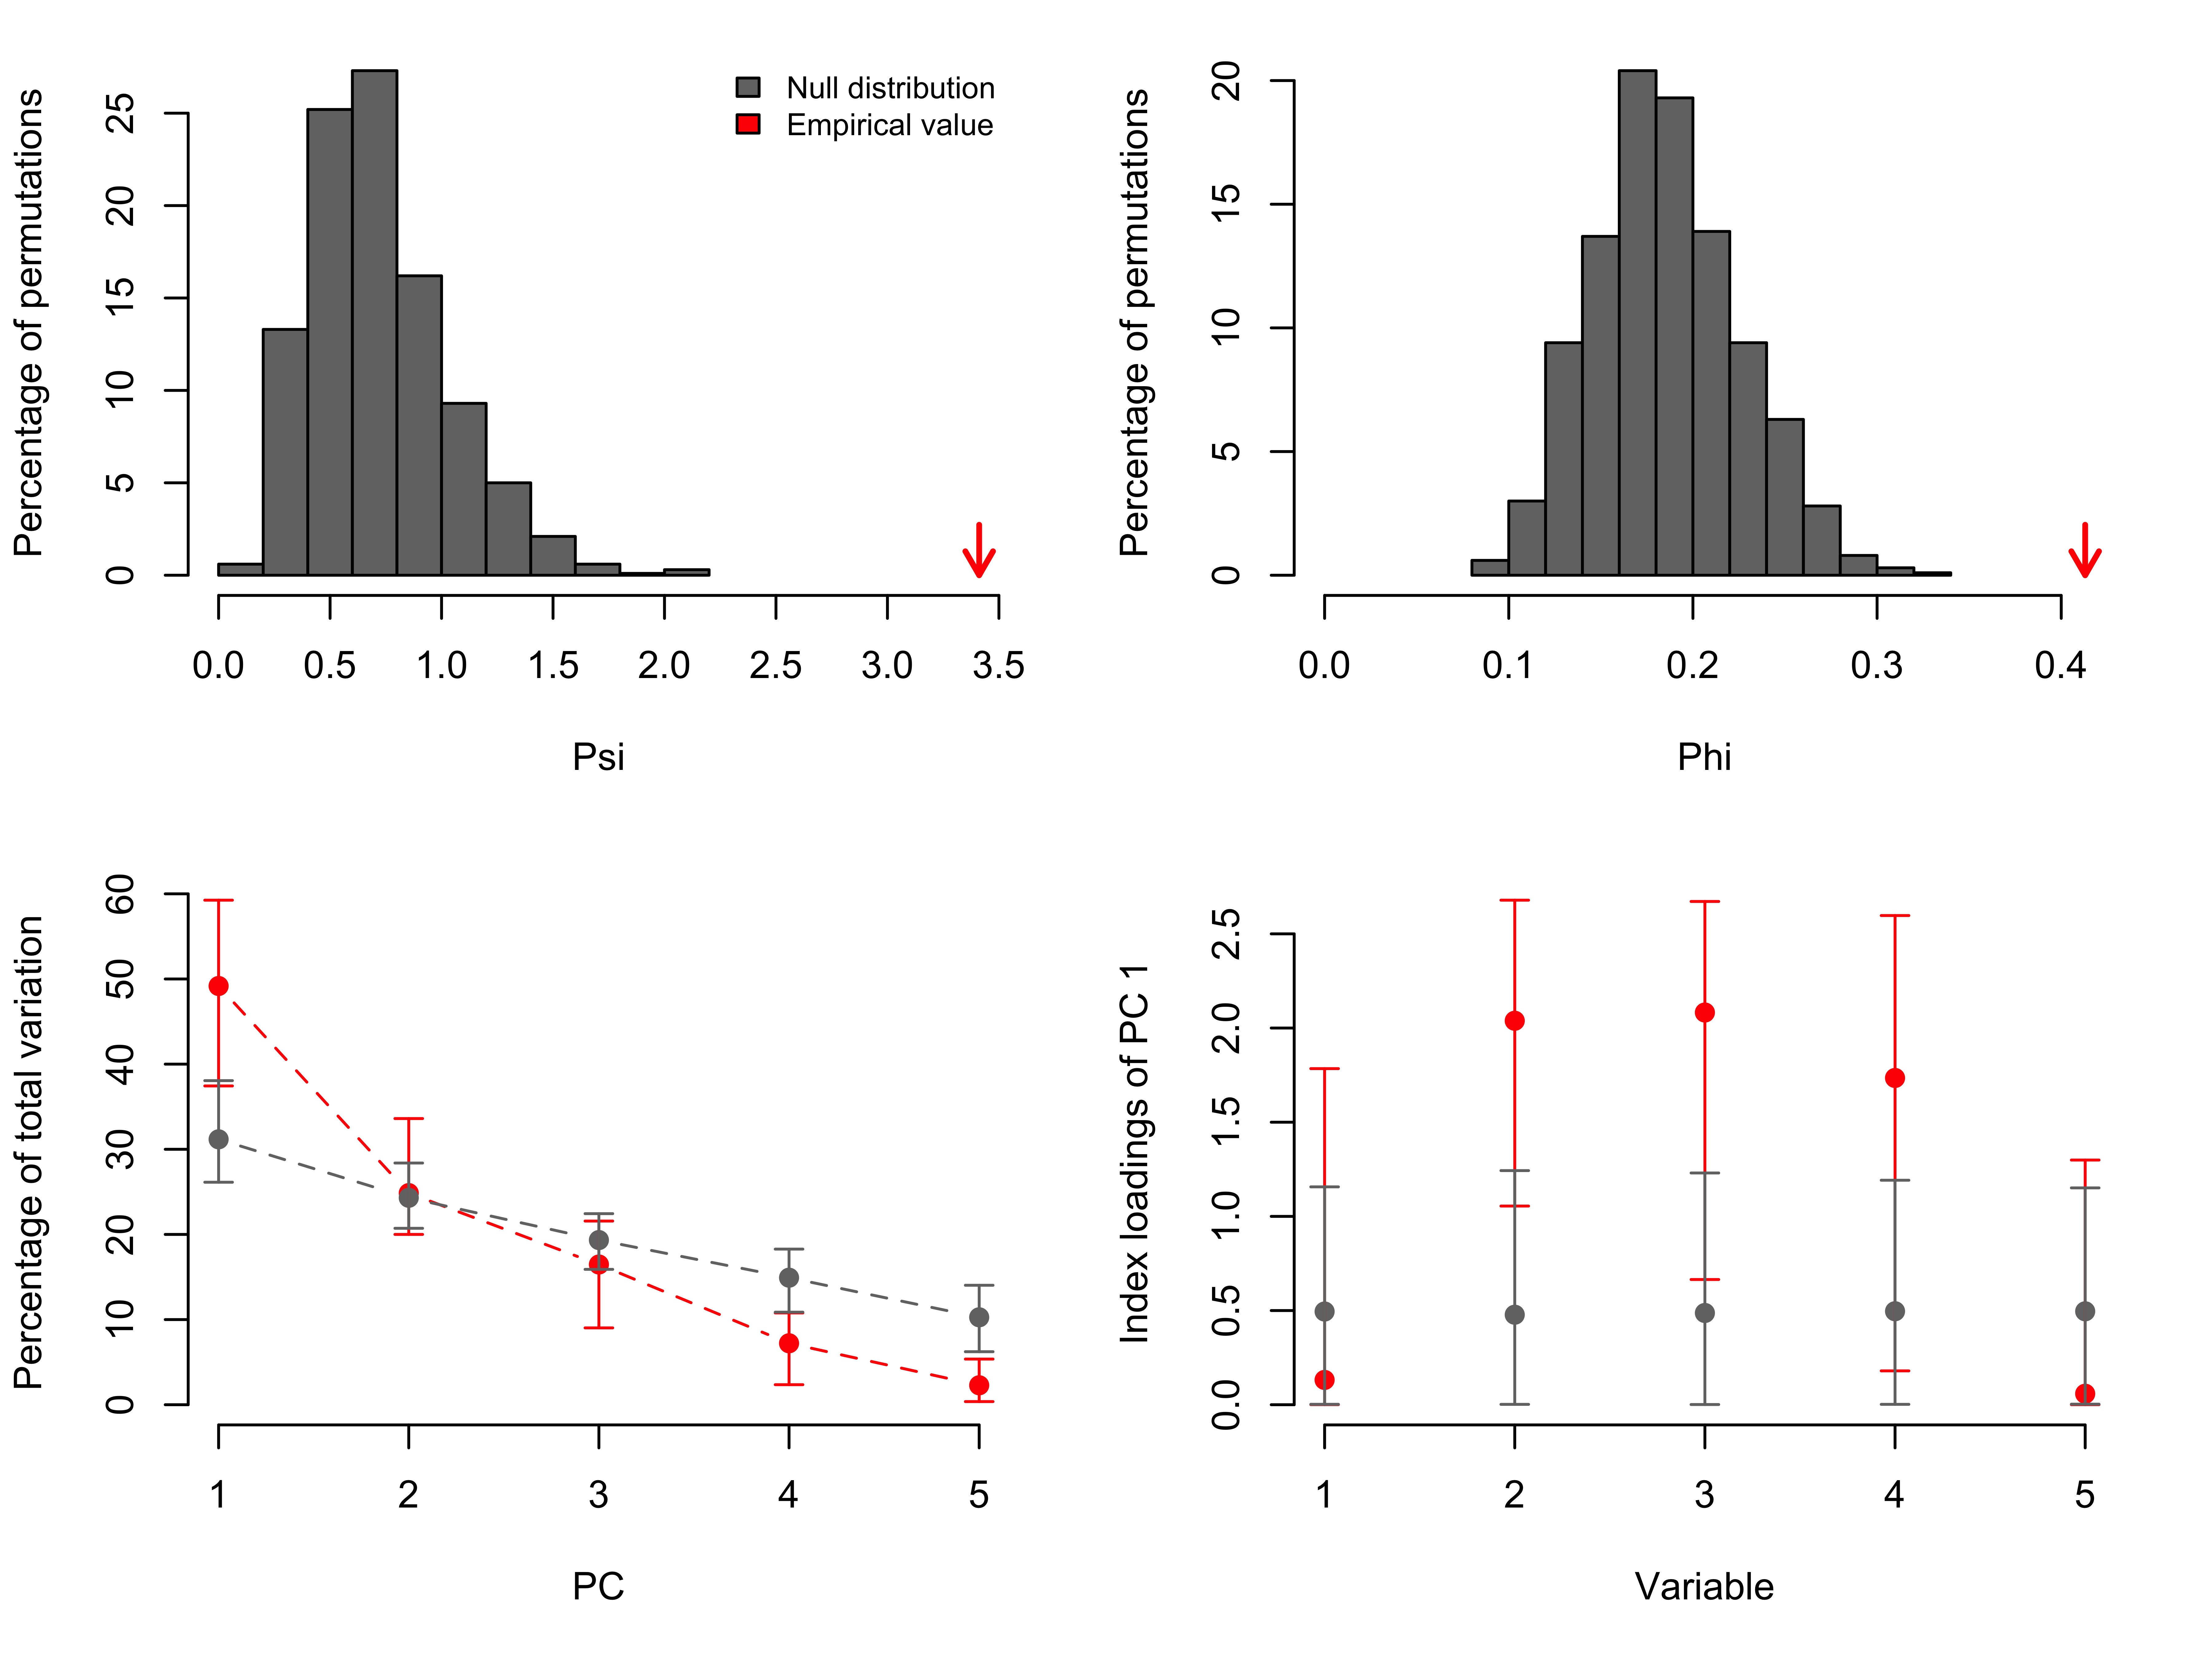 Percentage of permutations
0 5 10 15 20 25
Null distribution
Empirical value
0.0 0.5 1.0 1.5 2.0 2.5 3.0 3.5
Psi
Percentage of permutations
0 5 10 15 20
0.0 0.1 0.2 0.3 0.4
Phi
Percentage of total variation
0 10 20 30 40 50 60
1 2 3 4 5
PC
Index loadings of PC 1
0.0 0.5 1.0 1.5 2.0 2.5
1 2 3 4 5
Variable